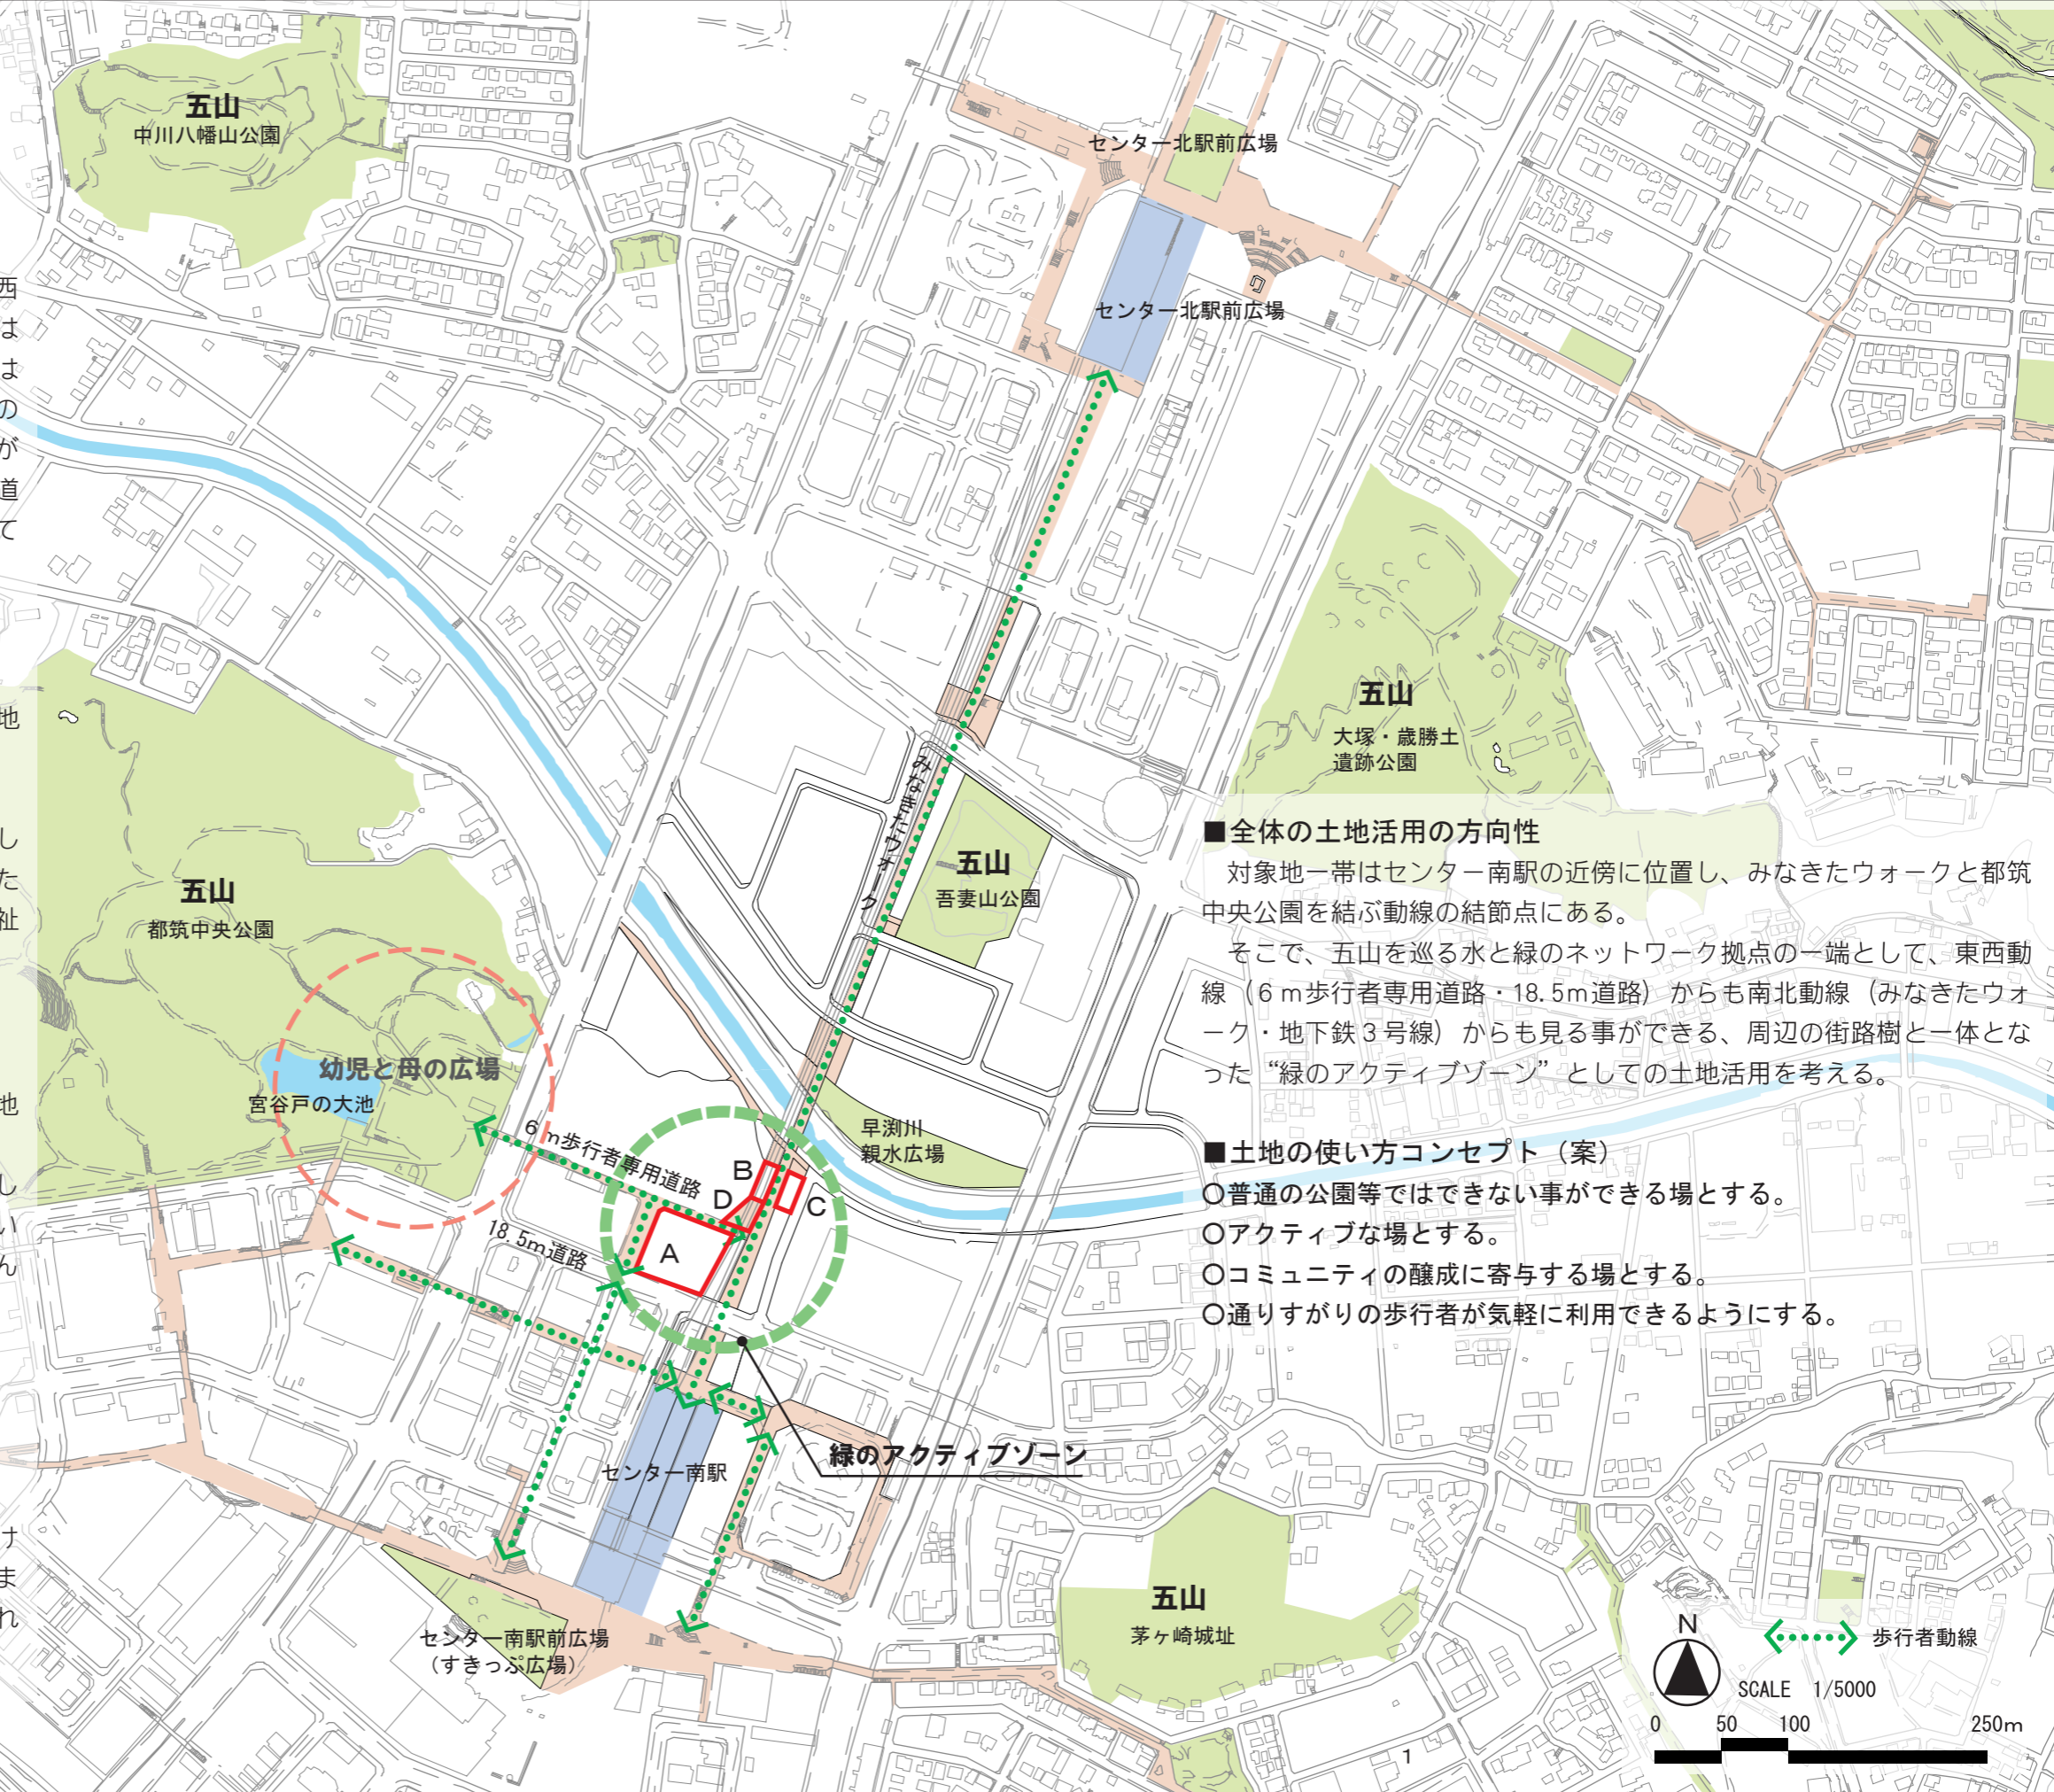 五山
中川八幡山公園
センター北駅前広場
センター北駅前広場
西
は
は
の
が
道
て
地
し
た
祉
地
し
い
ん
け
ま
れ
五山
大塚・歳勝土
遺跡公園
みなきたウォーク
五山
吾妻山公園
五山
都筑中央公園
幼児と母の広場
宮谷戸の大池
6m歩行者専用道路
18.5m道路
早渕川
親水広場
B
D
C
A
緑のアクティブゾーン
センター南駅
センター南駅前広場
(すきっぷ広場)
五山
茅ヶ崎城址
■全体の土地活用の方向性
対象地一帯はセンター南駅の近傍に位置し、みなきたウォークと都筑
中央公園を結ぶ動線の結節点にある。
そこで、五山を巡る水と緑のネットワーク拠点の一端として、東西動
線(6m歩行者専用道路・18.5m道路)からも南北動線(みなきたウォ
ーク・地下鉄3号線)からも見る事ができる、周辺の街路樹と一体とな
った“緑のアクティブゾーン”としての土地活用を考える。
■土地の使い方コンセプト(案)
○普通の公園等ではできない事ができる場とする。
○アクティブな場とする。
○コミュニティの醸成に寄与する場とする。
○通りすがりの歩行者が気軽に利用できるようにする。
N
歩行者動線
SCALE 1/5000
0 50 100 250m
1